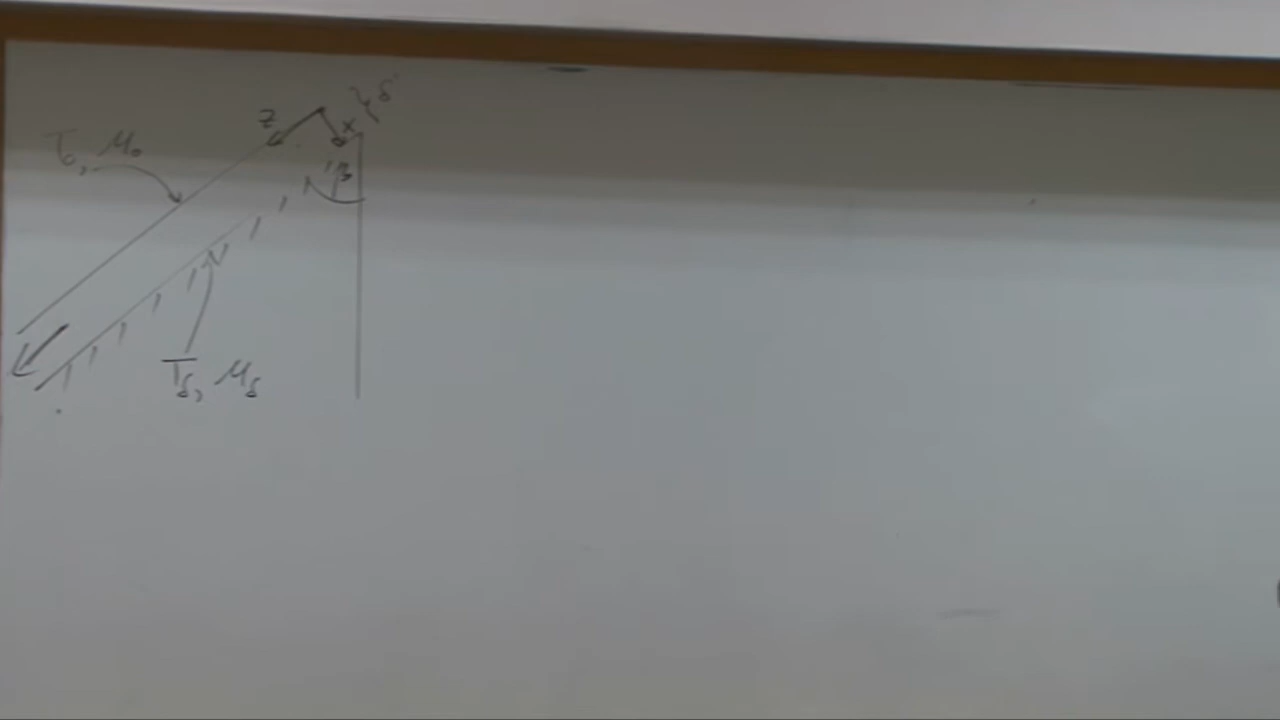 δ
z
x
T₀, μ₀
β
T_δ, μ_δ